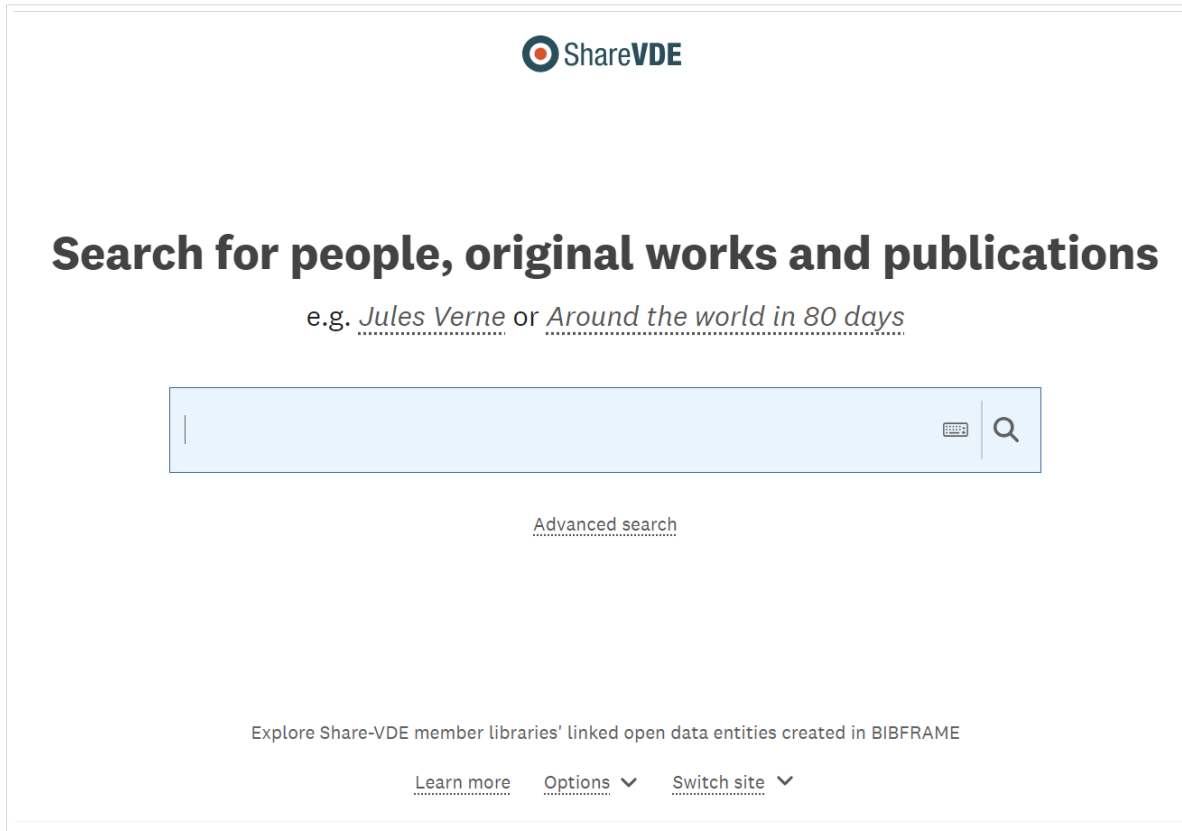 ShareVDE
Search for people, original works and publications
e.g. Jules Verne or Around the world in 80 days
Advanced search
Explore Share-VDE member libraries' linked open data entities created in BIBFRAME
Learn more Options Switch site